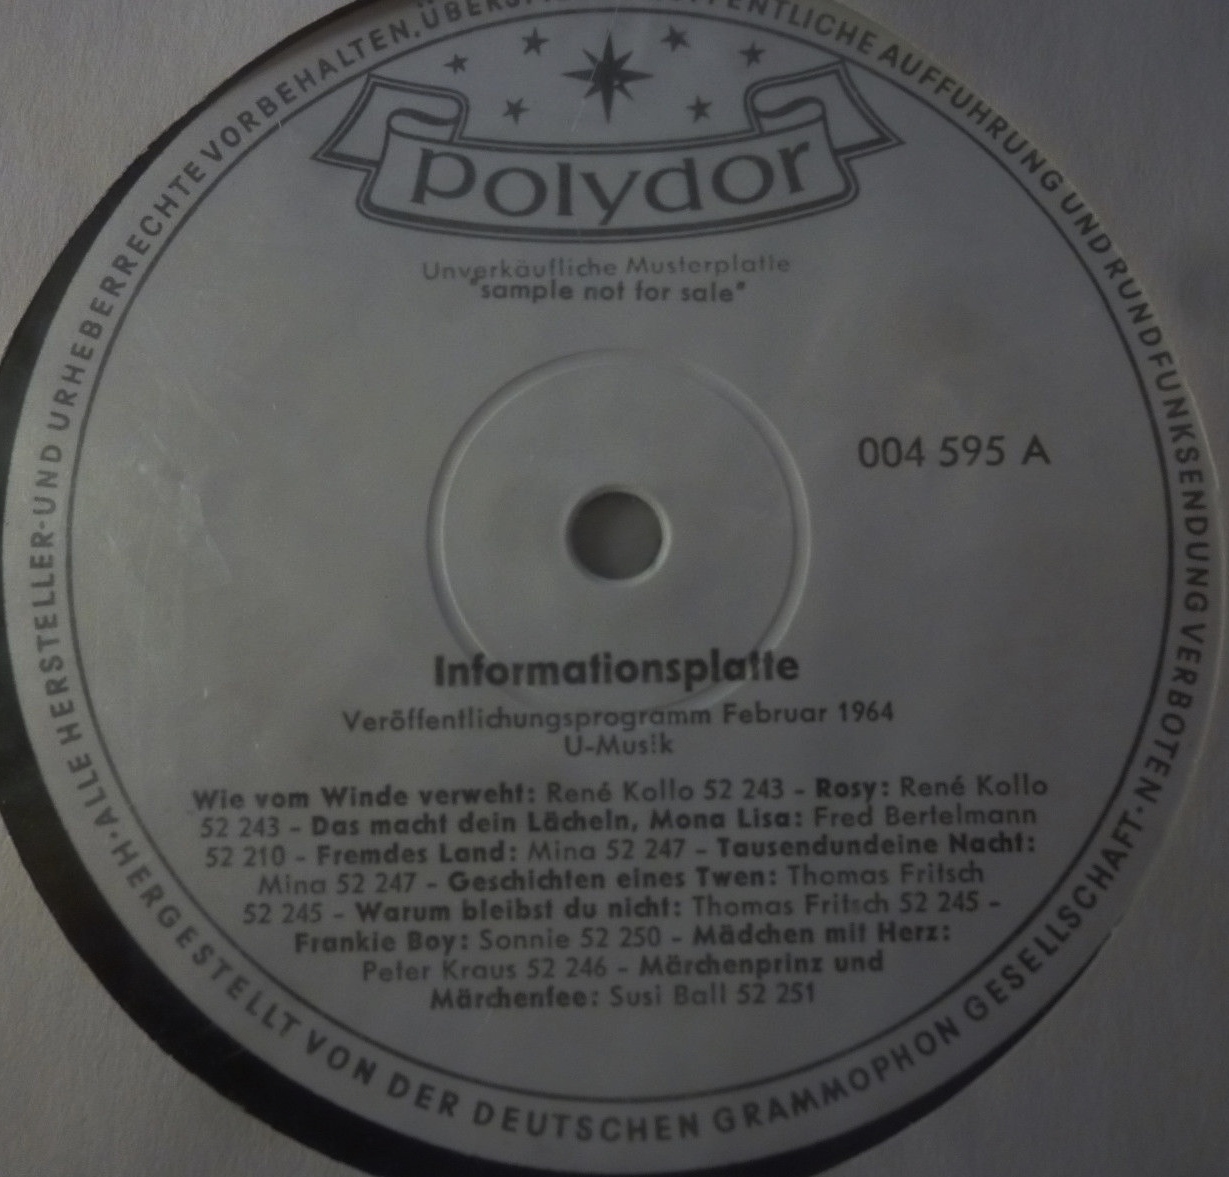 polydor
Unverkäufliche Musterplatte
"sample not for sale"
004 595 A
Informationsplatte
Veröffentlichungsprogramm Februar 1964
U-Musik
Wie vom Winde verweht: René Kollo 52 243 - Rosy: René Kollo
52 243 - Das macht dein Lächeln, Mona Lisa: Fred Bertelmann
52 210 - Fremdes Land: Mina 52 247 - Tausendundeine Nacht:
Mina 52 247 - Geschichten eines Twen: Thomas Fritsch
52 245 - Warum bleibst du nicht: Thomas Fritsch 52 245 -
Frankie Boy: Sonnie 52 250 - Mädchen mit Herz:
Peter Kraus 52 246 - Märchenprinz und
Märchenfee: Susi Ball 52 251
ALLE HERSTELLER-UND URHEBERRECHTE VORBEHALTEN, AUFFÜHRUNG UND RUNDFUNKSENDUNG VERBOTEN · HERGESTELLT VON DER DEUTSCHEN GRAMMOPHON GESELLSCHAFT ·